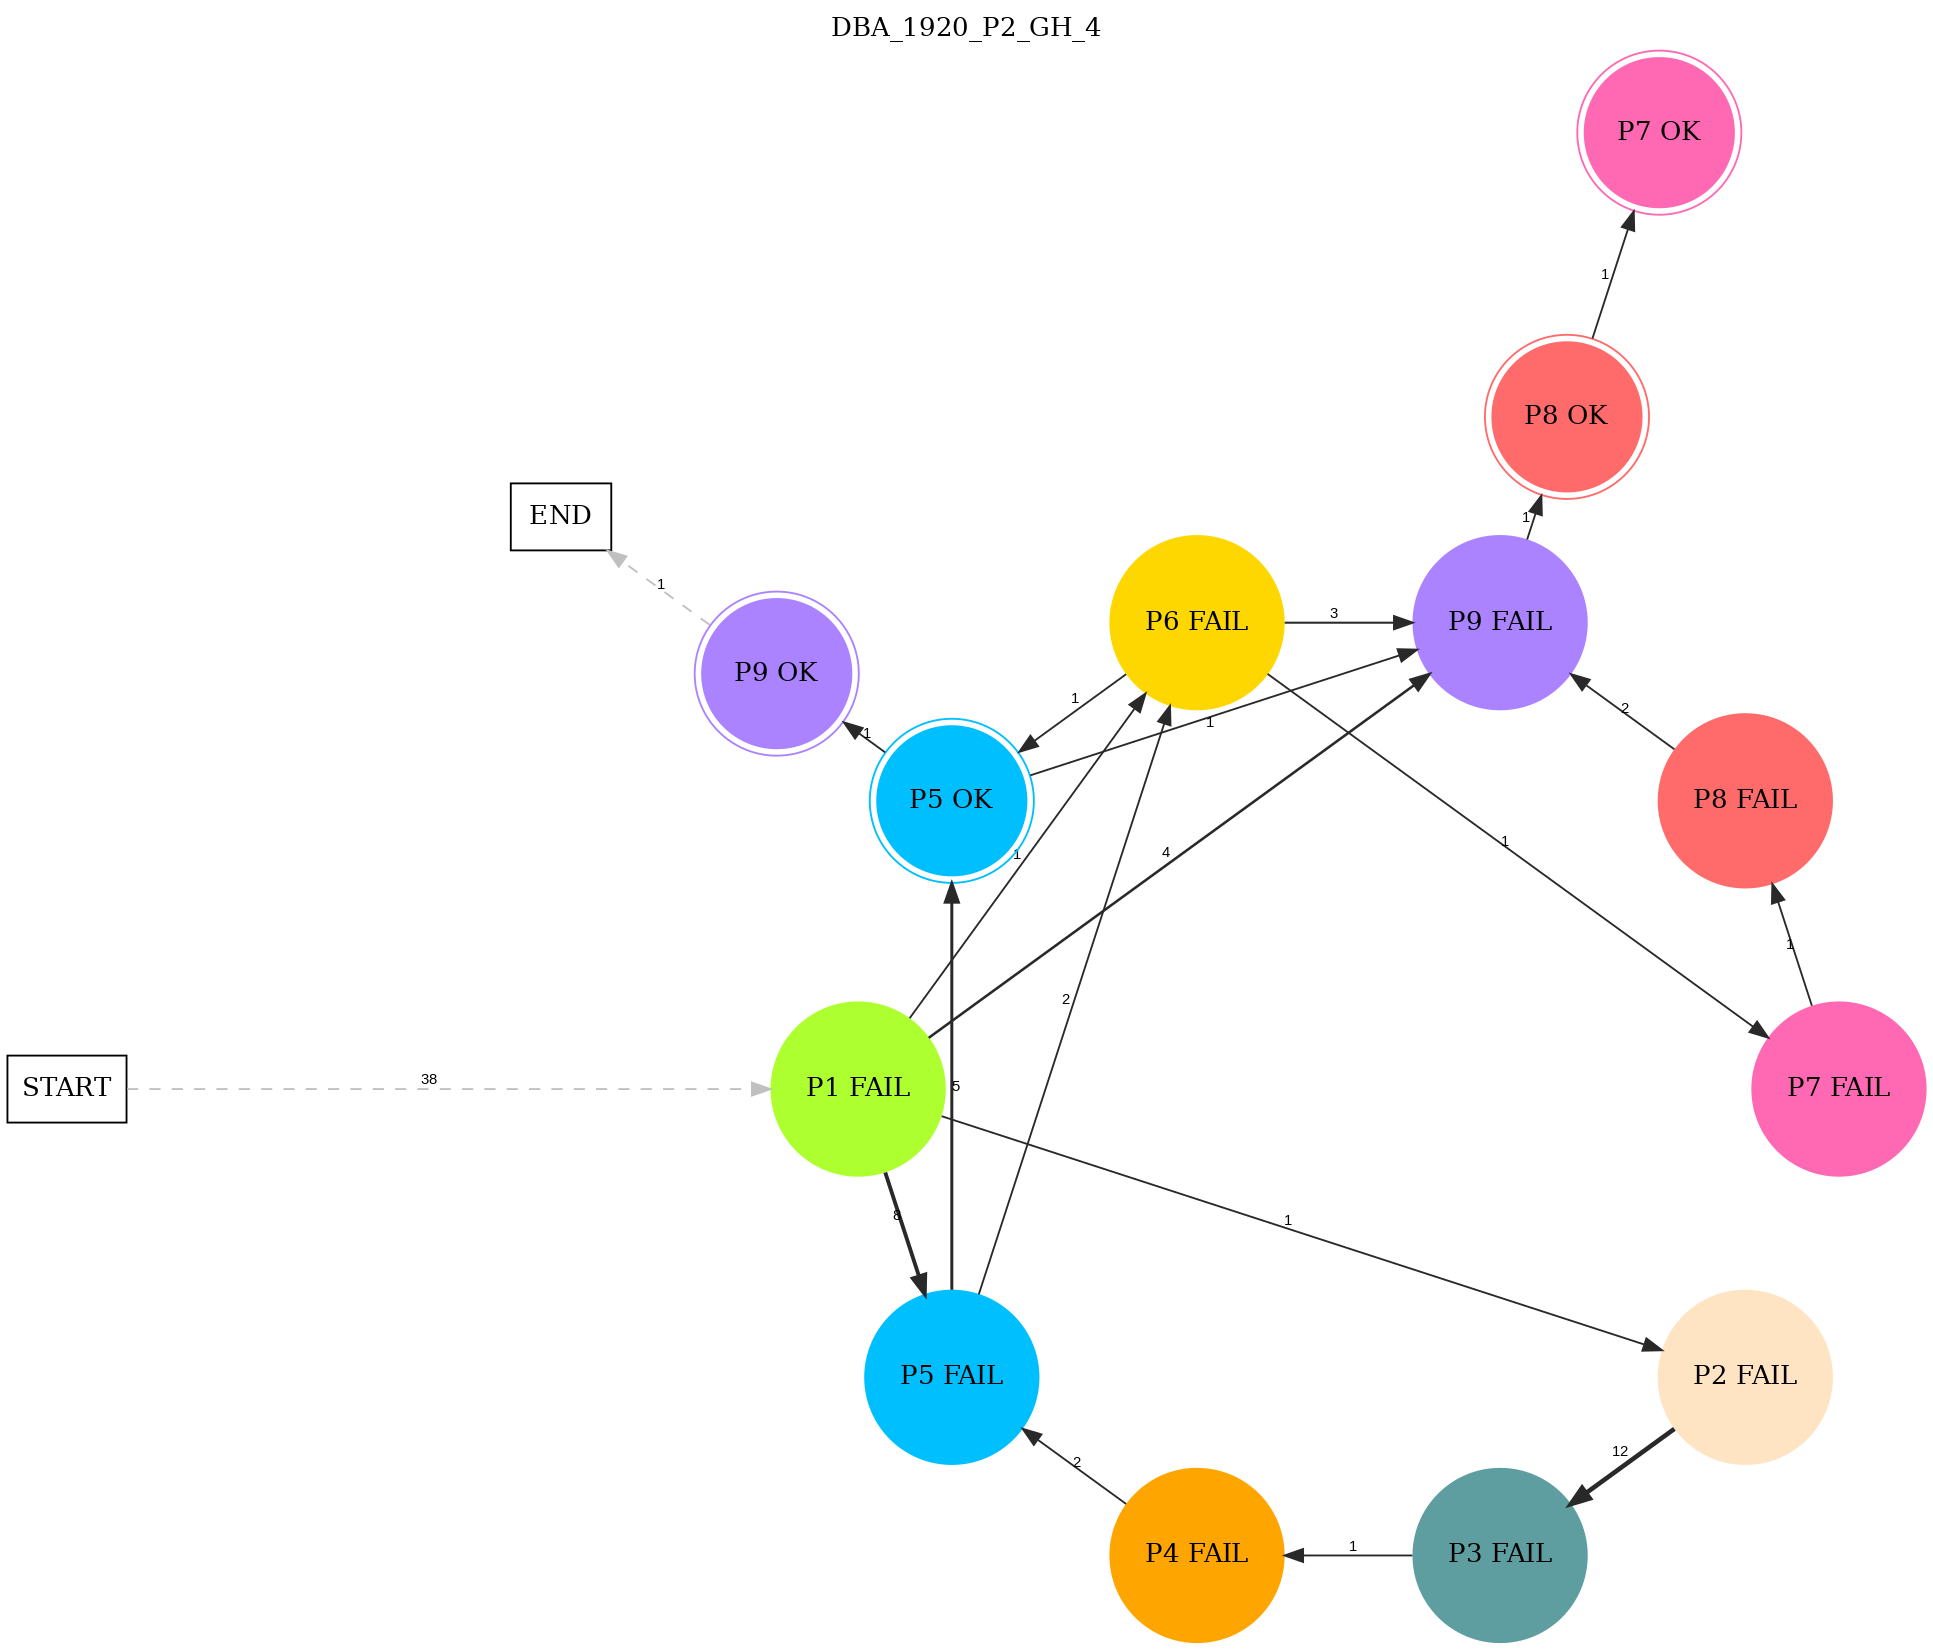 DBA_1920_P2_GH_4
P7 OK
1
P8 OK
END
1
1
P6 FAIL
3
P9 FAIL
P9 OK
1
1
2
1
1
P5 OK
P8 FAIL
1
4
1
1
2
38
START
P1 FAIL
5
P7 FAIL
8
1
P5 FAIL
P2 FAIL
12
2
P4 FAIL
1
P3 FAIL